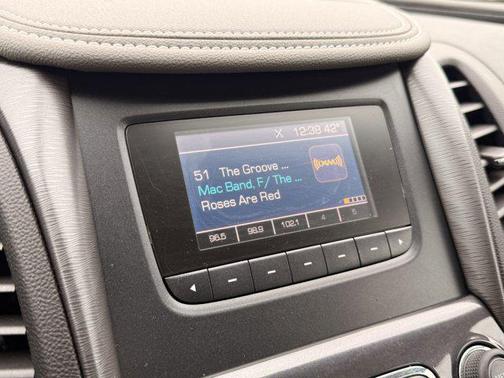 X 12:38 42°
51 The Groove ...
Mac Band, F/ The ...
Roses Are Red
((XM))
96.5 98.9 102.1 4 5